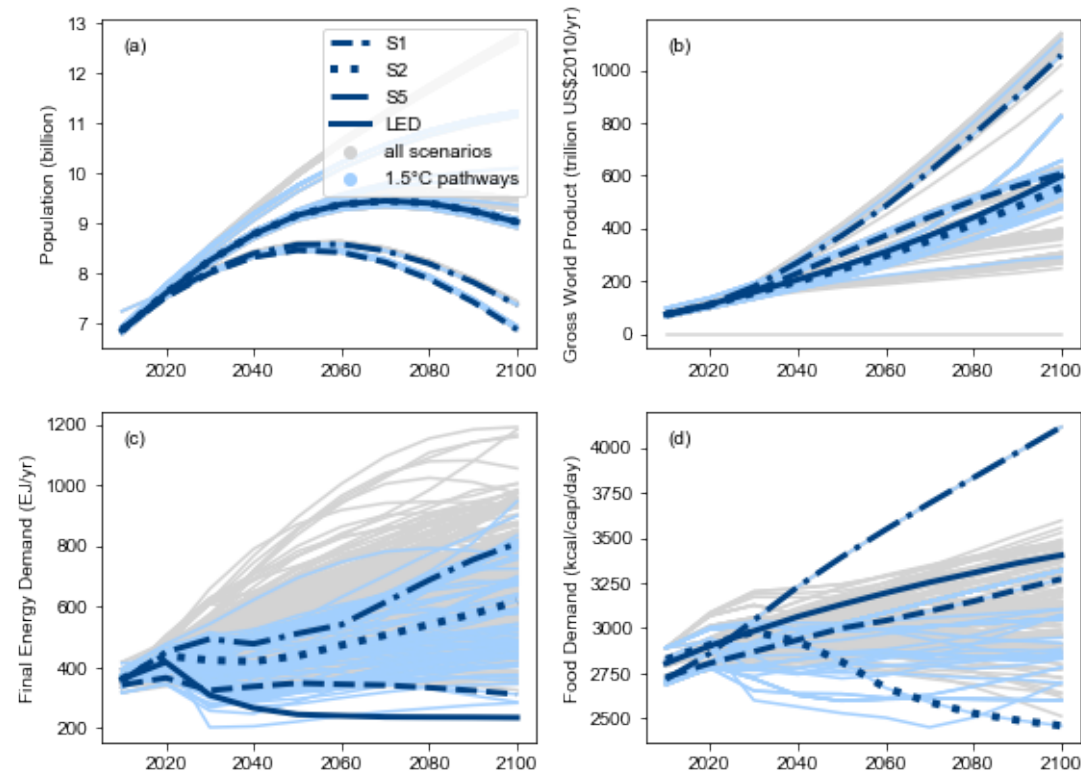 13
12
11
10
9
8
7
Population (billion)
(a)
S1
S2
S5
LED
all scenarios
1.5°C pathways
2020 2040 2060 2080 2100
1000
800
600
400
200
0
Gross World Product (trillion US$2010/yr)
(b)
2020 2040 2060 2080 2100
1200
1000
800
600
400
200
Final Energy Demand (EJ/yr)
(c)
2020 2040 2060 2080 2100
4000
3750
3500
3250
3000
2750
2500
Food Demand (kcal/cap/day)
(d)
2020 2040 2060 2080 2100